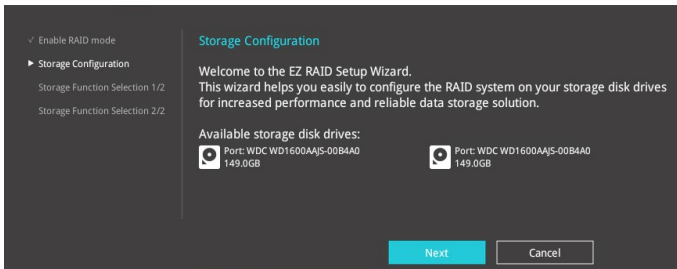 √ Enable RAID mode
► Storage Configuration
Storage Function Selection 1/2
Storage Function Selection 2/2
Storage Configuration
Welcome to the EZ RAID Setup Wizard.
This wizard helps you easily to configure the RAID system on your storage disk drives
for increased performance and reliable data storage solution.
Available storage disk drives:
Port: WDC WD1600AAJS-00B4A0
149.0GB
Port: WDC WD1600AAJS-00B4A0
149.0GB
Next
Cancel